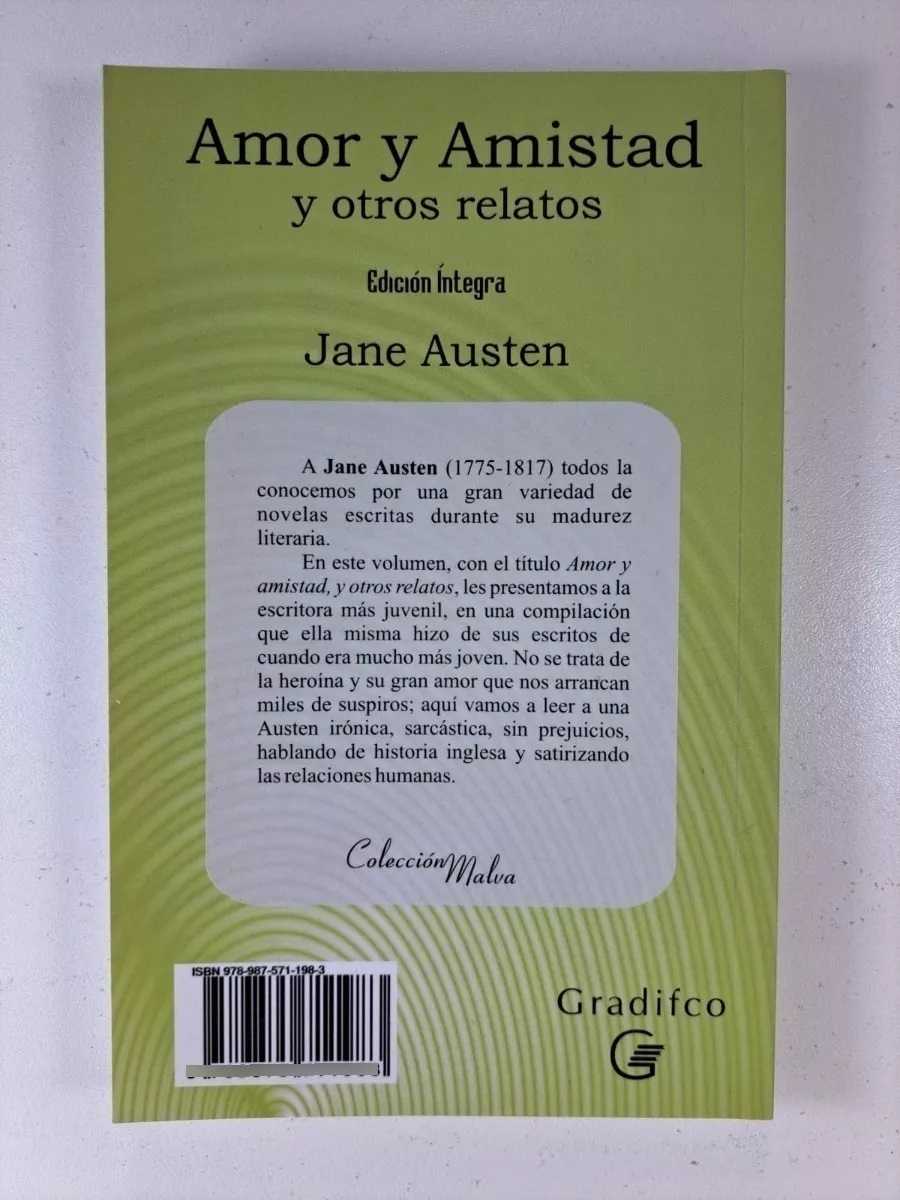 Amor y Amistad
y otros relatos
Edición Íntegra
Jane Austen
A Jane Austen (1775-1817) todos la
conocemos por una gran variedad de
novelas escritas durante su madurez
literaria.
En este volumen, con el título Amor y
amistad, y otros relatos, les presentamos a la
escritora más juvenil, en una compilación
que ella misma hizo de sus escritos de
cuando era mucho más joven. No se trata de
la heroína y su gran amor que nos arrancan
miles de suspiros; aquí vamos a leer a una
Austen irónica, sarcástica, sin prejuicios,
hablando de historia inglesa y satirizando
las relaciones humanas.
Colección Malva
ISBN 978-987-571-198-3
Gradifco